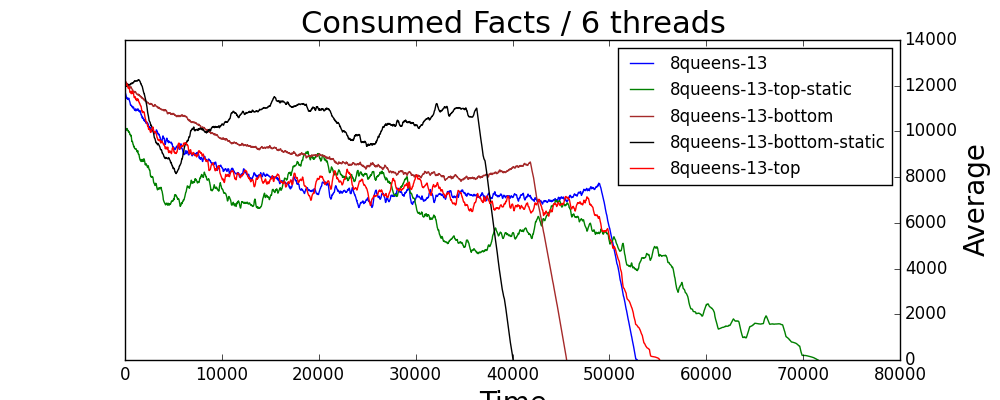 Consumed Facts / 6 threads
14000
12000
10000
8000
6000
4000
2000
0
Average
8queens-13
8queens-13-top-static
8queens-13-bottom
8queens-13-bottom-static
8queens-13-top
0 10000 20000 30000 40000 50000 60000 70000 80000
Time